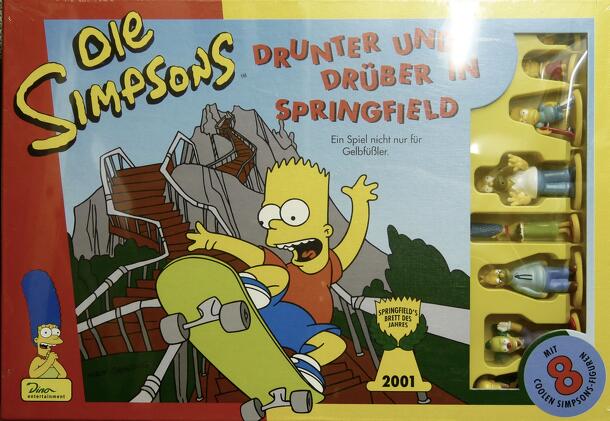 Die
Simpsons
TM
DRUNTER UND
DRÜBER IN
SPRINGFIELD
Ein Spiel nicht nur für
Gelbfüßler.
SPRINGFIELD'S
BRETT DES
JAHRES
2001
MIT
8
COOLEN SIMPSONS-FIGUREN
Dino
entertainment